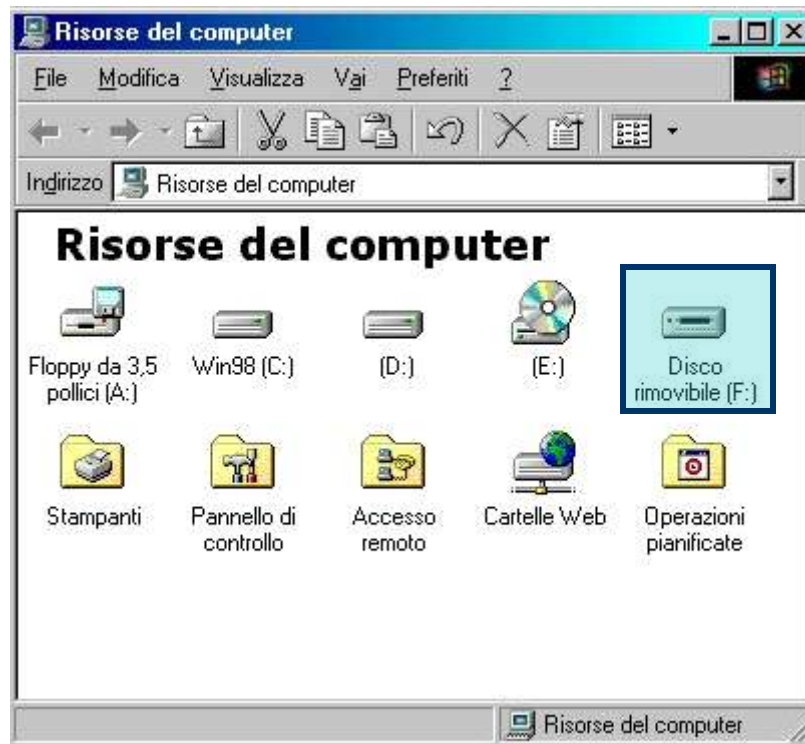 Risorse del computer
File Modifica Visualizza Vai Preferiti ?
Indirizzo Risorse del computer
Risorse del computer
Floppy da 3,5
pollici (A:)
Win98 (C:)
(D:)
(E:)
Disco
rimovibile (F:)
Stampanti
Pannello di
controllo
Accesso
remoto
Cartelle Web
Operazioni
pianificate
Risorse del computer